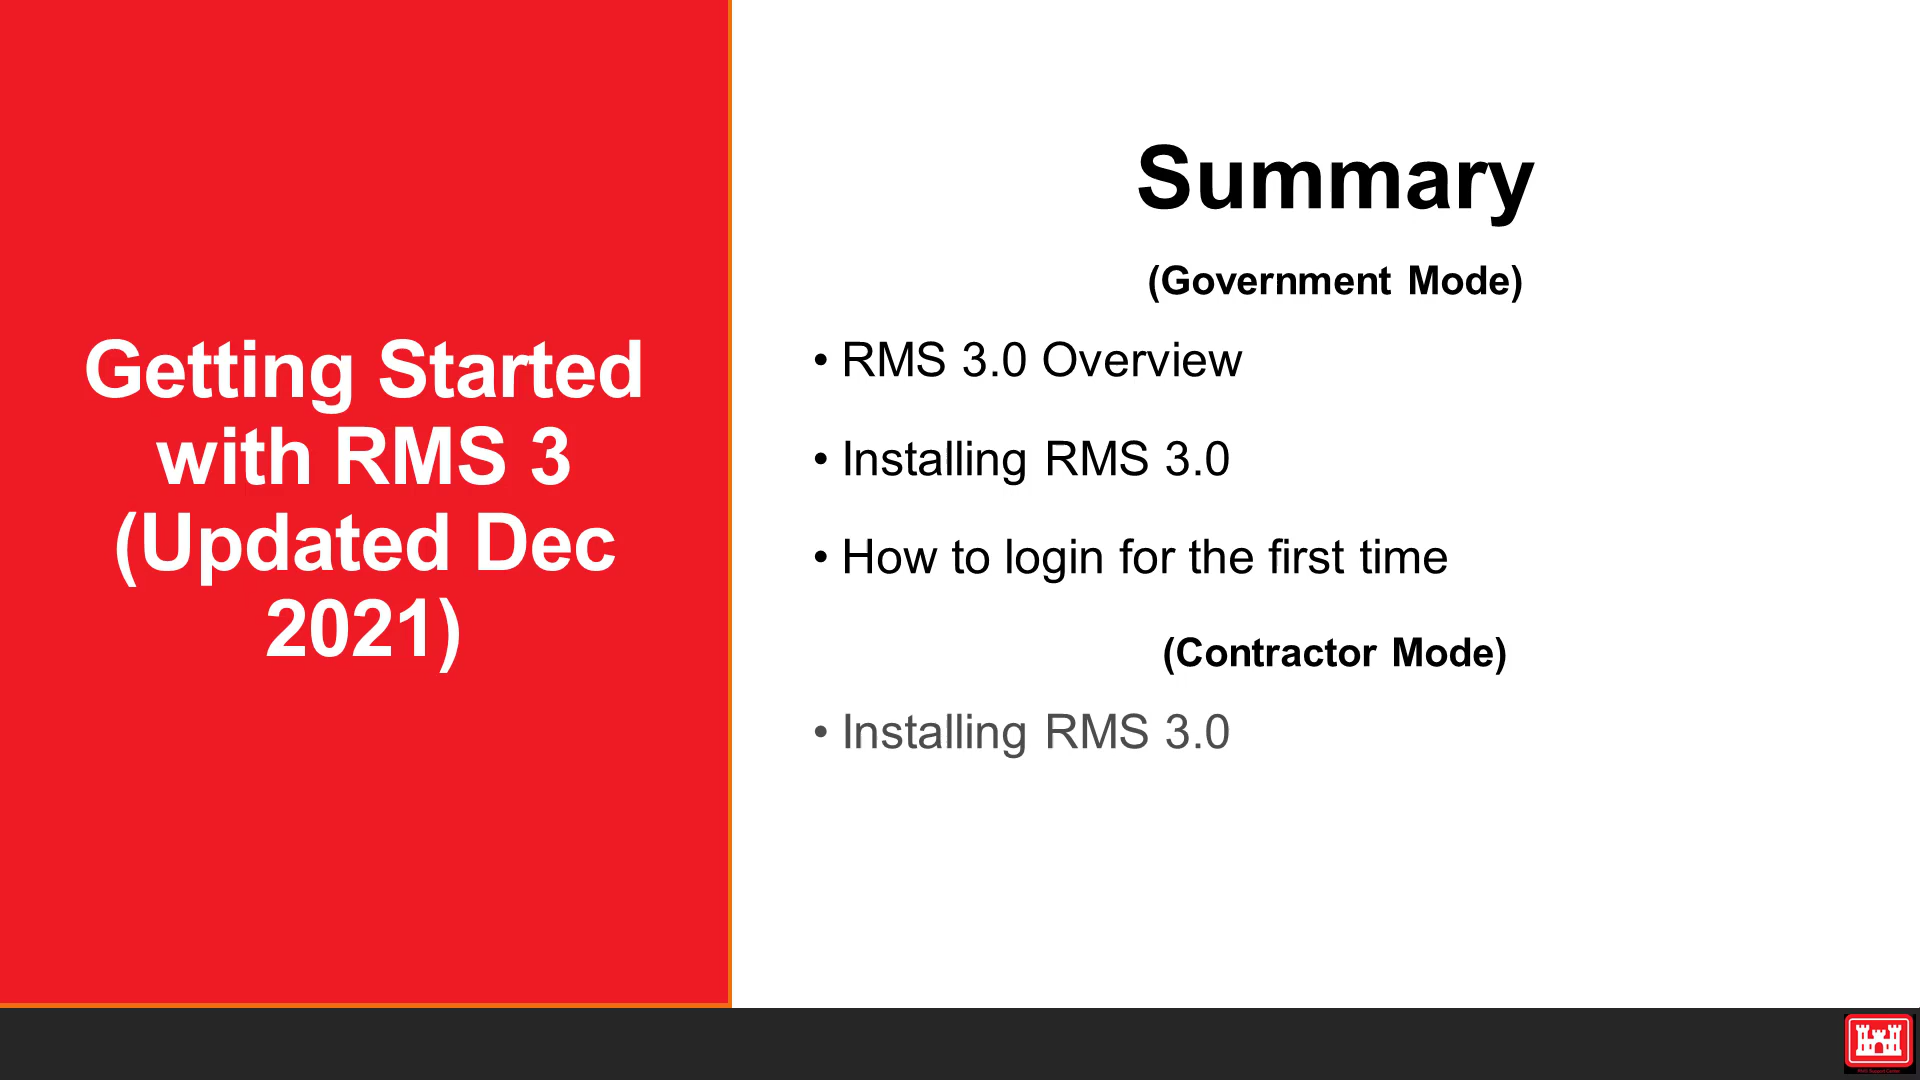 Getting Started
with RMS 3
(Updated Dec
2021)
Summary
(Government Mode)
• RMS 3.0 Overview
• Installing RMS 3.0
• How to login for the first time
(Contractor Mode)
• Installing RMS 3.0